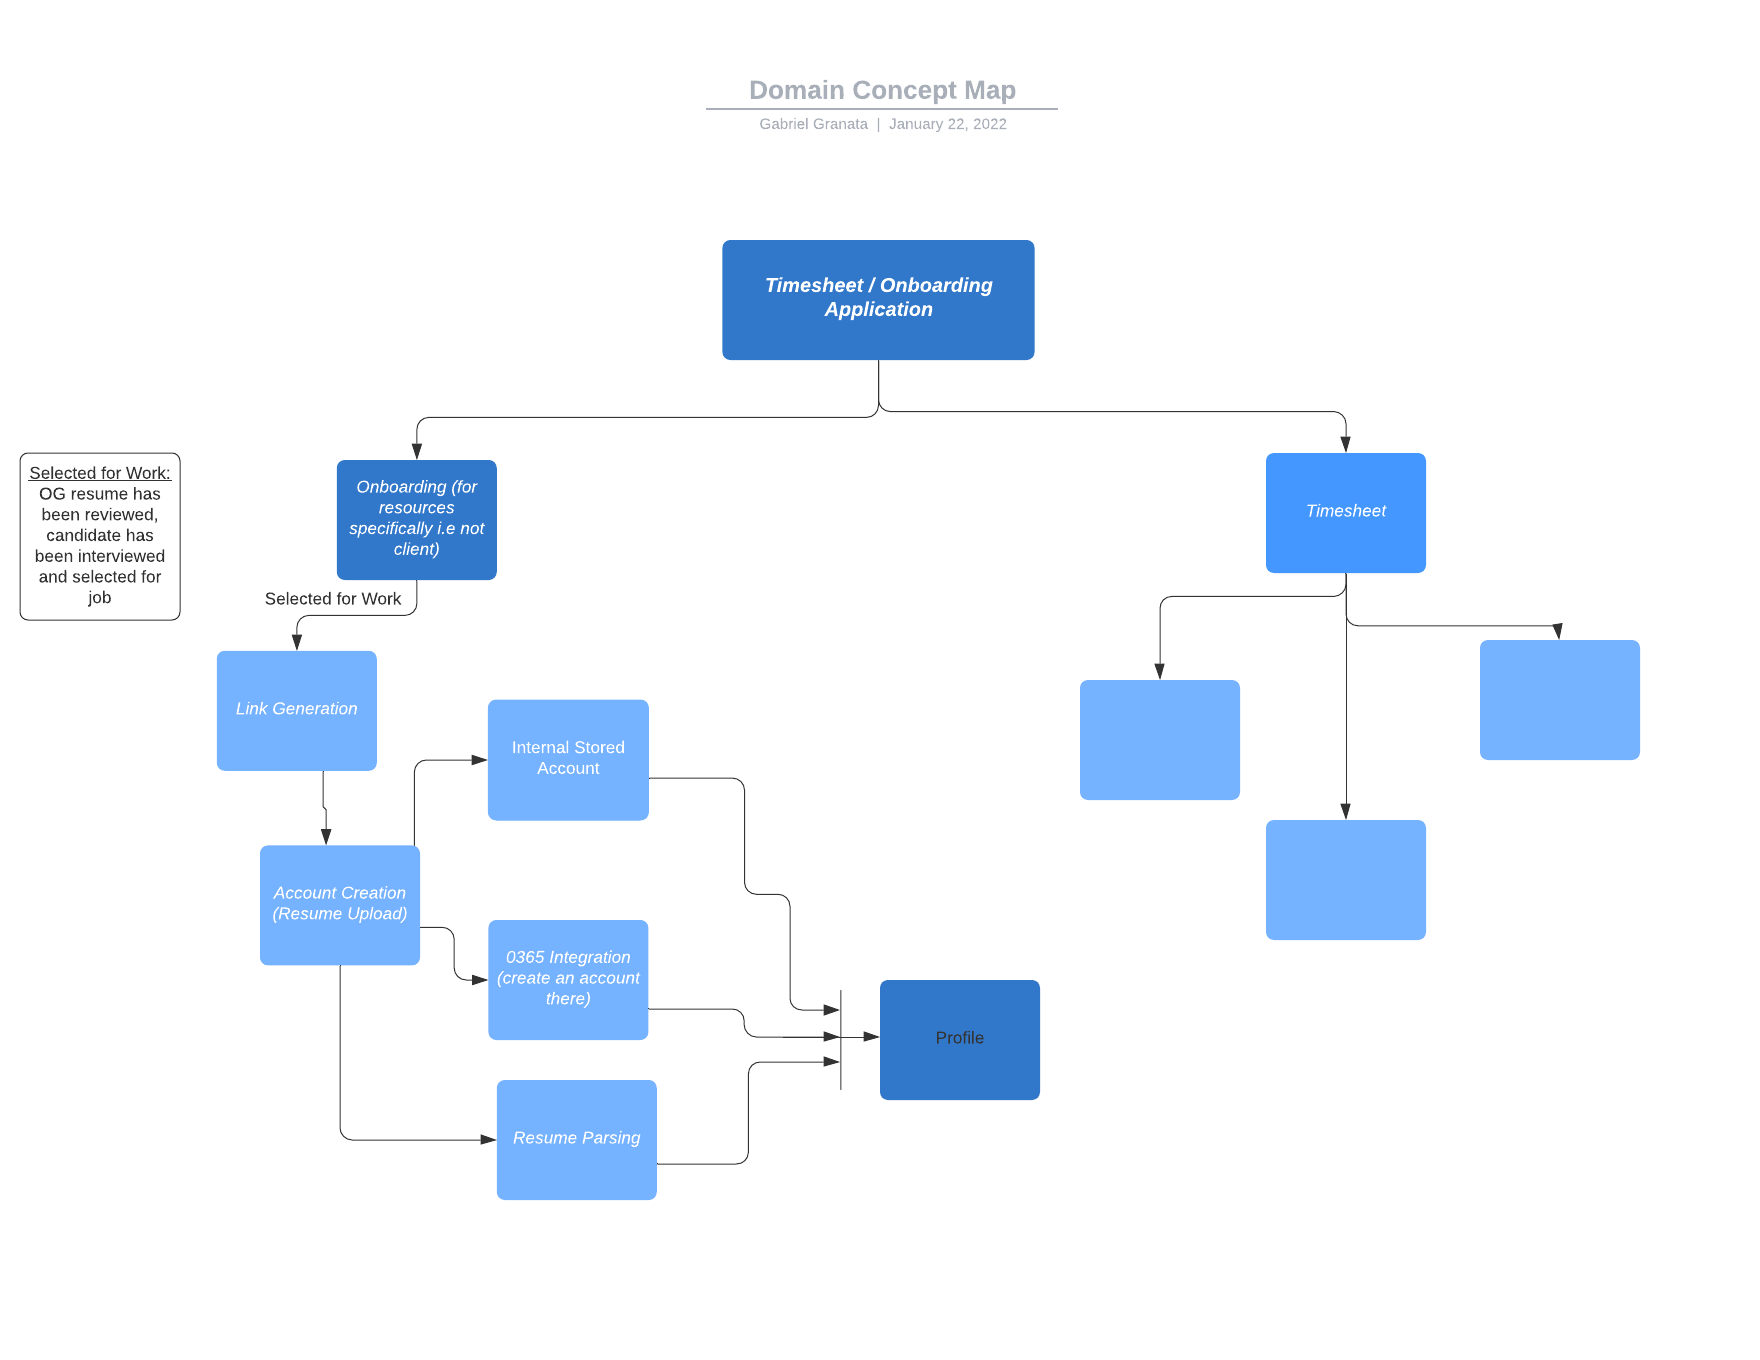 Domain Concept Map
Gabriel Granata | January 22, 2022
Timesheet / Onboarding
Application
Selected for Work:
OG resume has
been reviewed,
candidate has
been interviewed
and selected for
job
Onboarding (for
resources
specifically i.e not
client)
Timesheet
Selected for Work
Link Generation
Internal Stored
Account
Account Creation
(Resume Upload)
0365 Integration
(create an account
there)
Profile
Resume Parsing